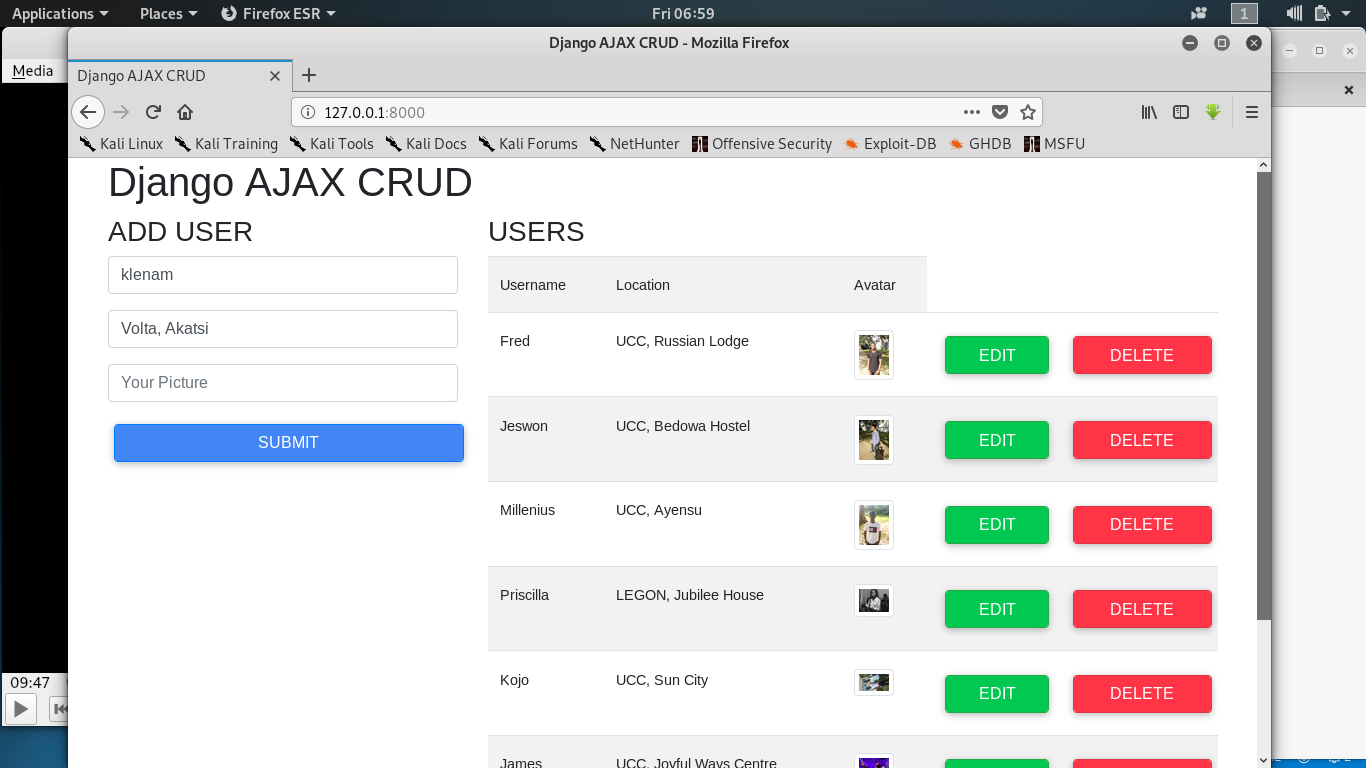 Applications Places Firefox ESR Fri 06:59 1
Django AJAX CRUD - Mozilla Firefox
Media
Django AJAX CRUD
127.0.0.1:8000
Kali Linux Kali Training Kali Tools Kali Docs Kali Forums NetHunter Offensive Security Exploit-DB GHDB MSFU
Django AJAX CRUD
ADD USER
klenam
Volta, Akatsi
Your Picture
SUBMIT
USERS
Username Location Avatar
Fred UCC, Russian Lodge EDIT DELETE
Jeswon UCC, Bedowa Hostel EDIT DELETE
Millenius UCC, Ayensu EDIT DELETE
Priscilla LEGON, Jubilee House EDIT DELETE
Kojo UCC, Sun City EDIT DELETE
James UCC, Joyful Ways Centre
09:47